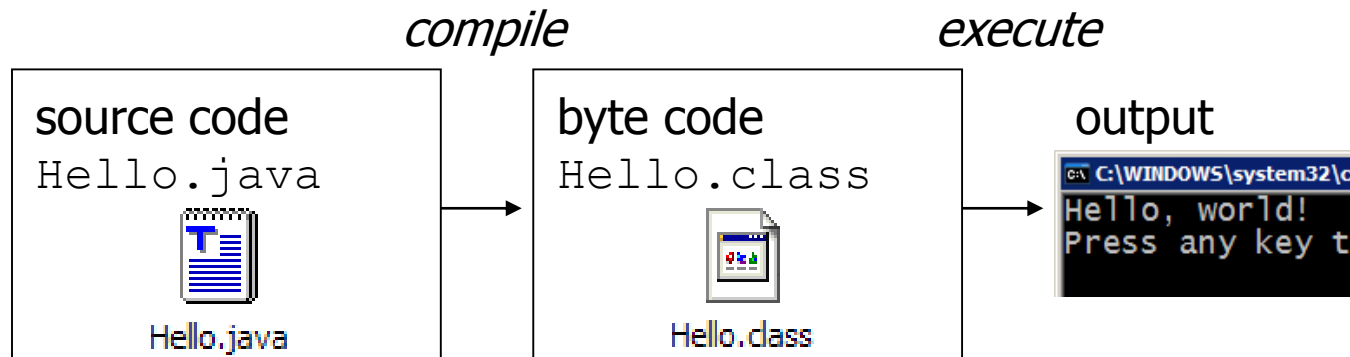 compile execute
source code
Hello.java
Hello.java
byte code
Hello.class
Hello.class
output
C:\WINDOWS\system32\c
Hello, world!
Press any key t